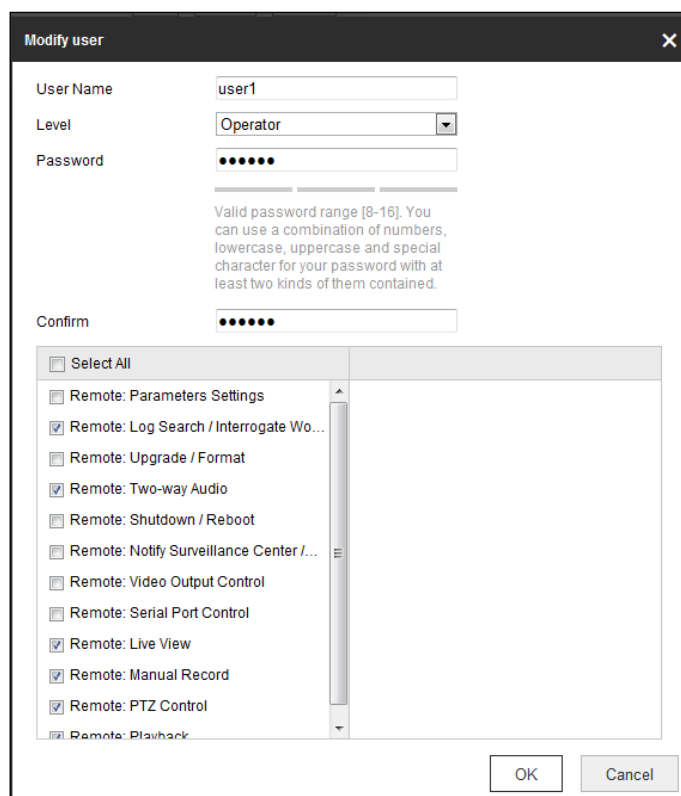 Modify user
User Name user1
Level Operator
Password ●●●●●●
Valid password range [8-16]. You
can use a combination of numbers,
lowercase, uppercase and special
character for your password with at
least two kinds of them contained.
Confirm ●●●●●●
Select All
Remote: Parameters Settings
Remote: Log Search / Interrogate Wo...
Remote: Upgrade / Format
Remote: Two-way Audio
Remote: Shutdown / Reboot
Remote: Notify Surveillance Center /...
Remote: Video Output Control
Remote: Serial Port Control
Remote: Live View
Remote: Manual Record
Remote: PTZ Control
Remote: Playback
OK Cancel